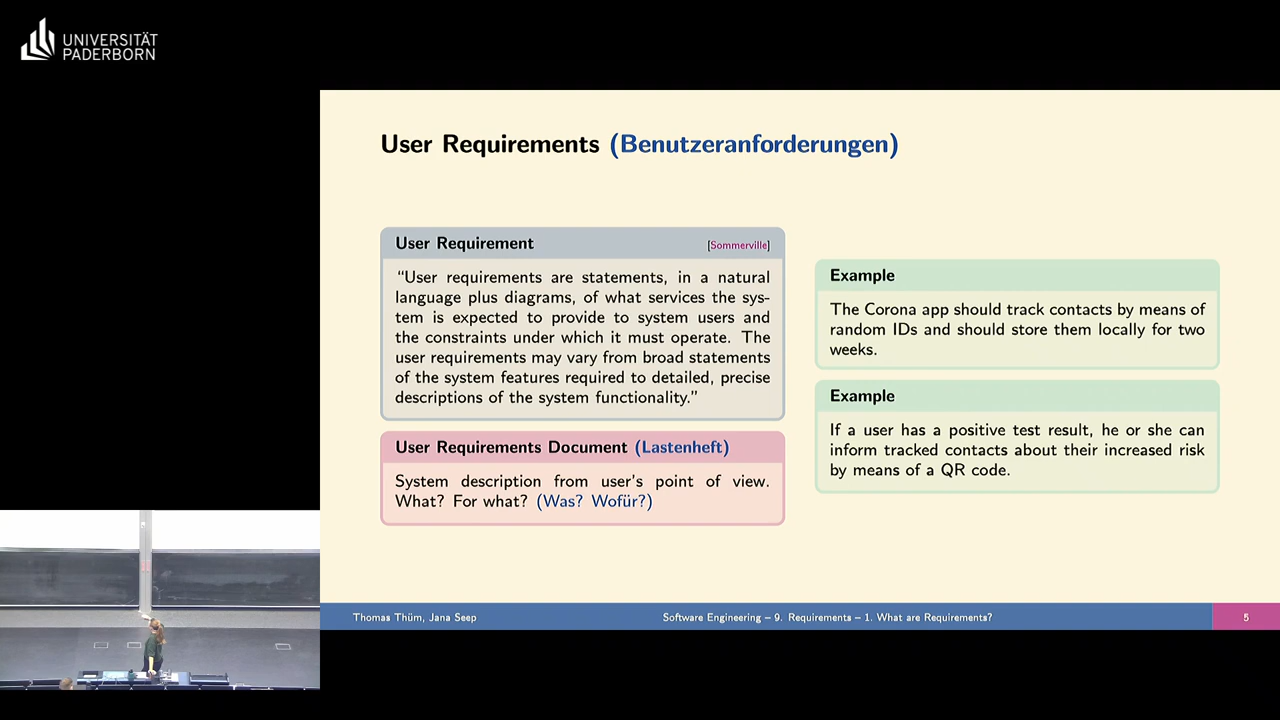 UNIVERSITÄT
PADERBORN
User Requirements (Benutzeranforderungen)
User Requirement [Sommerville]
“User requirements are statements, in a natural
language plus diagrams, of what services the sys-
tem is expected to provide to system users and
the constraints under which it must operate. The
user requirements may vary from broad statements
of the system features required to detailed, precise
descriptions of the system functionality.”
User Requirements Document (Lastenheft)
System description from user's point of view.
What? For what? (Was? Wofür?)
Example
The Corona app should track contacts by means of
random IDs and should store them locally for two
weeks.
Example
If a user has a positive test result, he or she can
inform tracked contacts about their increased risk
by means of a QR code.
Thomas Thüm, Jana Seep
Software Engineering – 9. Requirements – 1. What are Requirements?
5